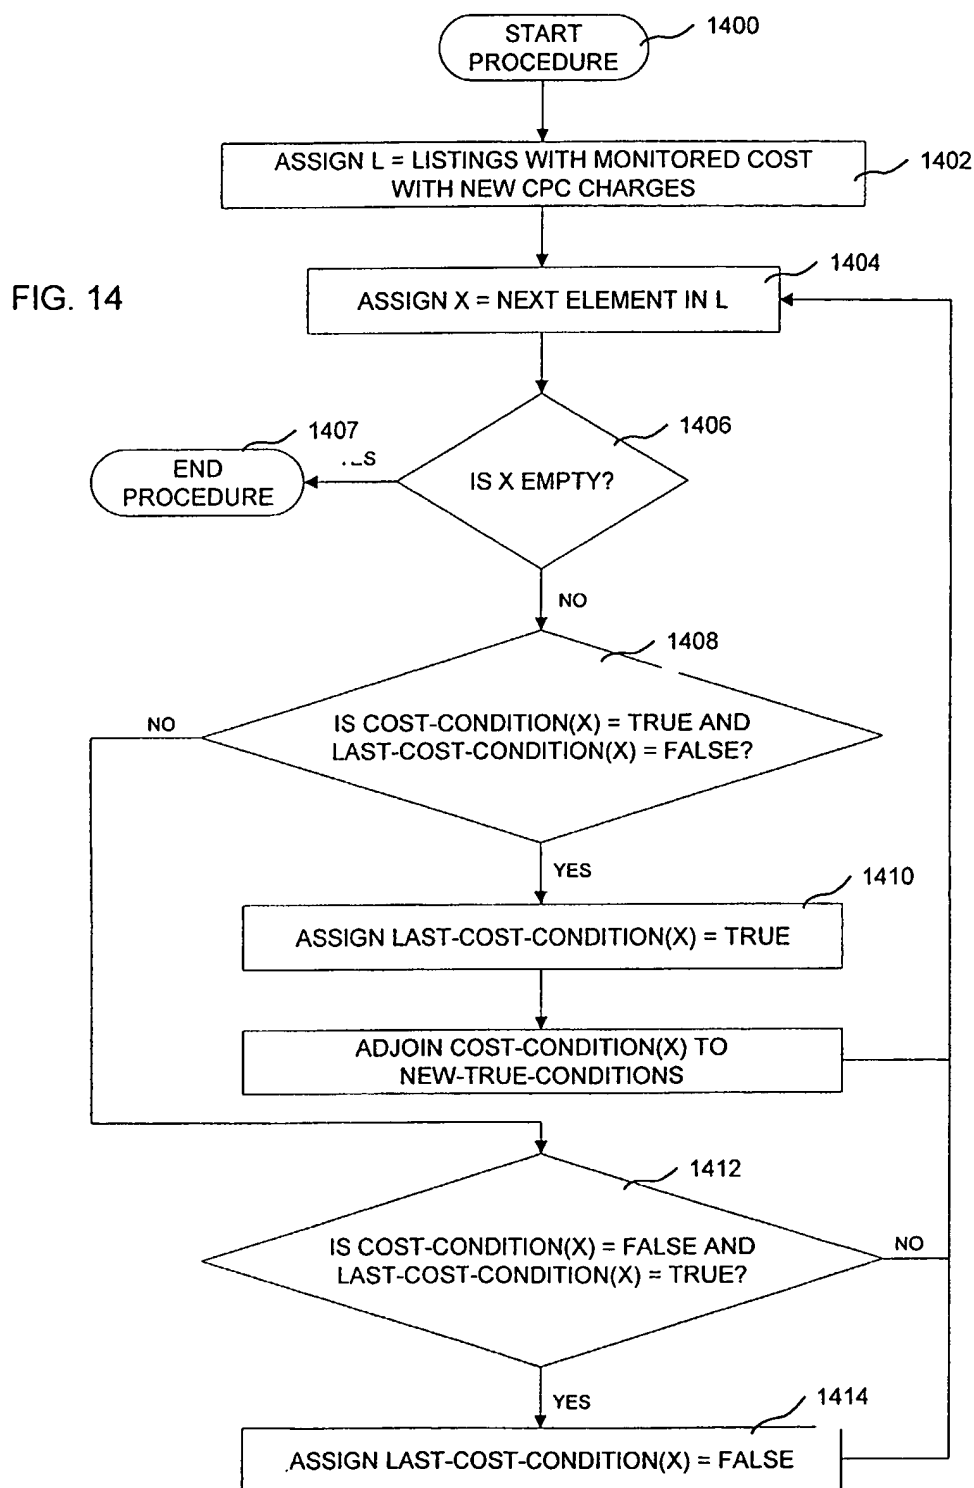 START
PROCEDURE
1400
ASSIGN L = LISTINGS WITH MONITORED COST
WITH NEW CPC CHARGES
1402
FIG. 14
1404
ASSIGN X = NEXT ELEMENT IN L
1407
END
PROCEDURE
1406
IS X EMPTY?
NO
1408
NO
IS COST-CONDITION(X) = TRUE AND
LAST-COST-CONDITION(X) = FALSE?
YES
1410
ASSIGN LAST-COST-CONDITION(X) = TRUE
ADJOIN COST-CONDITION(X) TO
NEW-TRUE-CONDITIONS
1412
IS COST-CONDITION(X) = FALSE AND
LAST-COST-CONDITION(X) = TRUE?
NO
YES
1414
ASSIGN LAST-COST-CONDITION(X) = FALSE